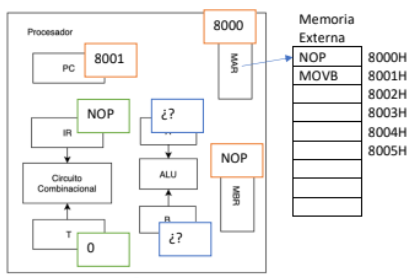 Procesador
8000
MAR
8001
PC
NOP
IR
¿?
Circuito
Combinacional
ALU
NOP
MBR
T
0
B
¿?
Memoria
Externa
NOP 8000H
MOVB 8001H
8002H
8003H
8004H
8005H